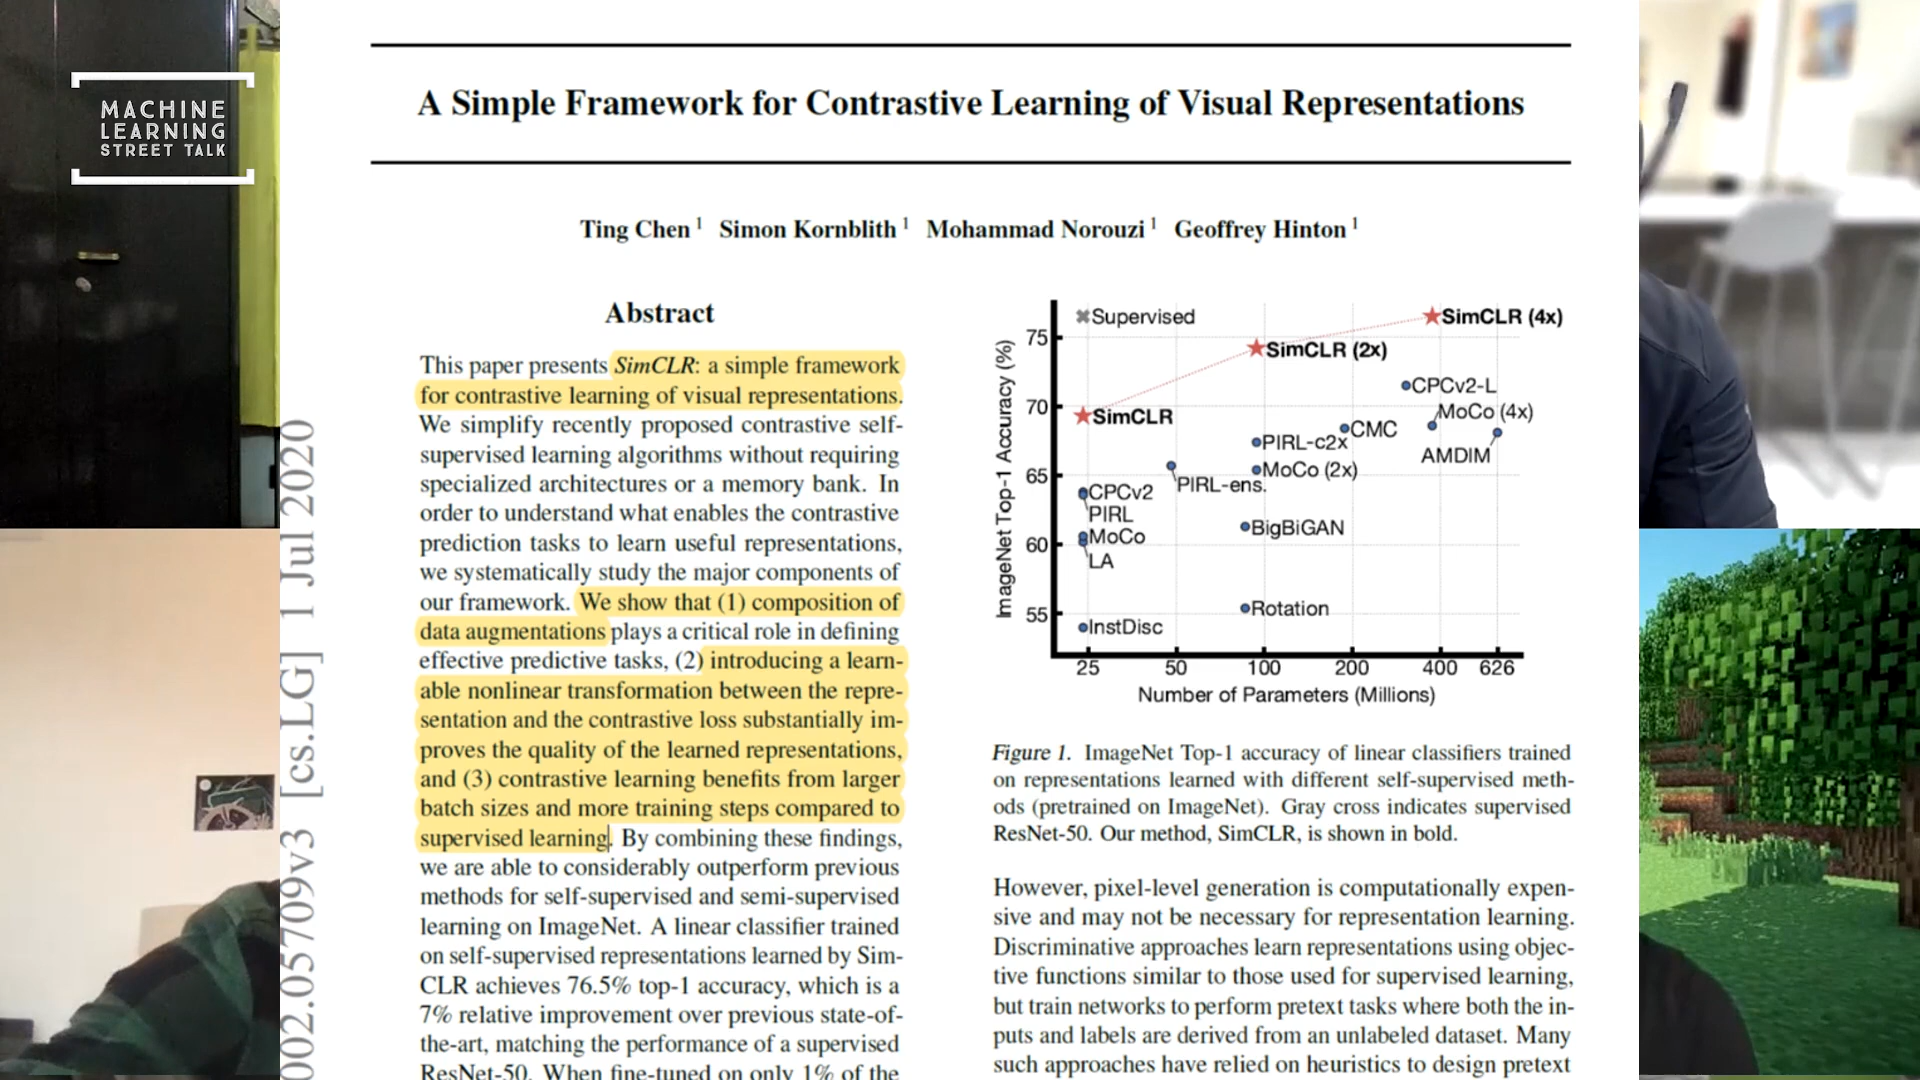 MACHINE
LEARNING
STREET TALK
A Simple Framework for Contrastive Learning of Visual Representations
Ting Chen 1 Simon Kornblith 1 Mohammad Norouzi 1 Geoffrey Hinton 1
002.05709v3 [cs.LG] 1 Jul 2020
Abstract
This paper presents SimCLR: a simple framework
for contrastive learning of visual representations.
We simplify recently proposed contrastive self-
supervised learning algorithms without requiring
specialized architectures or a memory bank. In
order to understand what enables the contrastive
prediction tasks to learn useful representations,
we systematically study the major components of
our framework. We show that (1) composition of
data augmentations plays a critical role in defining
effective predictive tasks, (2) introducing a learn-
able nonlinear transformation between the repre-
sentation and the contrastive loss substantially im-
proves the quality of the learned representations,
and (3) contrastive learning benefits from larger
batch sizes and more training steps compared to
supervised learning. By combining these findings,
we are able to considerably outperform previous
methods for self-supervised and semi-supervised
learning on ImageNet. A linear classifier trained
on self-supervised representations learned by Sim-
CLR achieves 76.5% top-1 accuracy, which is a
7% relative improvement over previous state-of-
the-art, matching the performance of a supervised
ResNet-50. When fine-tuned on only 1% of the
ImageNet Top-1 Accuracy (%)
75
70
65
60
55
Supervised
SimCLR (4x)
SimCLR (2x)
CPCv2-L
SimCLR
MoCo (4x)
CMC
PIRL-c2x
AMDIM
MoCo (2x)
PIRL-ens.
CPCv2
PIRL
BigBiGAN
MoCo
LA
Rotation
InstDisc
25 50 100 200 400 626
Number of Parameters (Millions)
Figure 1. ImageNet Top-1 accuracy of linear classifiers trained
on representations learned with different self-supervised meth-
ods (pretrained on ImageNet). Gray cross indicates supervised
ResNet-50. Our method, SimCLR, is shown in bold.
However, pixel-level generation is computationally expen-
sive and may not be necessary for representation learning.
Discriminative approaches learn representations using objec-
tive functions similar to those used for supervised learning,
but train networks to perform pretext tasks where both the in-
puts and labels are derived from an unlabeled dataset. Many
such approaches have relied on heuristics to design pretext